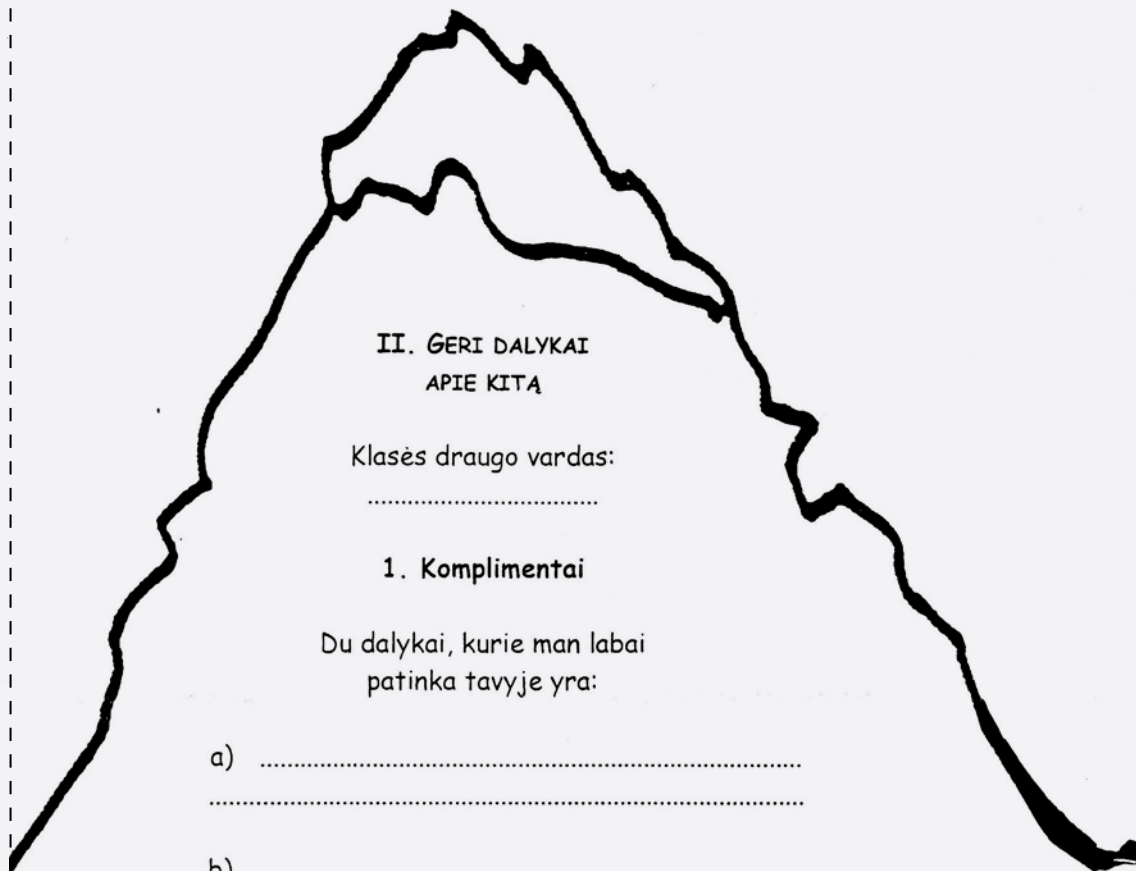 II. GERI DALYKAI
APIE KITĄ
Klasės draugo vardas:
...................................
1. Komplimentai
Du dalykai, kurie man labai
patinka tavyje yra:
a) ..................................................................................
..........................................................................................
b)